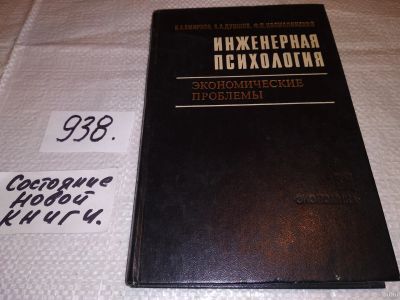 ИНЖЕНЕРНАЯ
ПСИХОЛОГИЯ
ЭКОНОМИЧЕСКИЕ
ПРОБЛЕМЫ
938.
Состояние
Новой
книги.